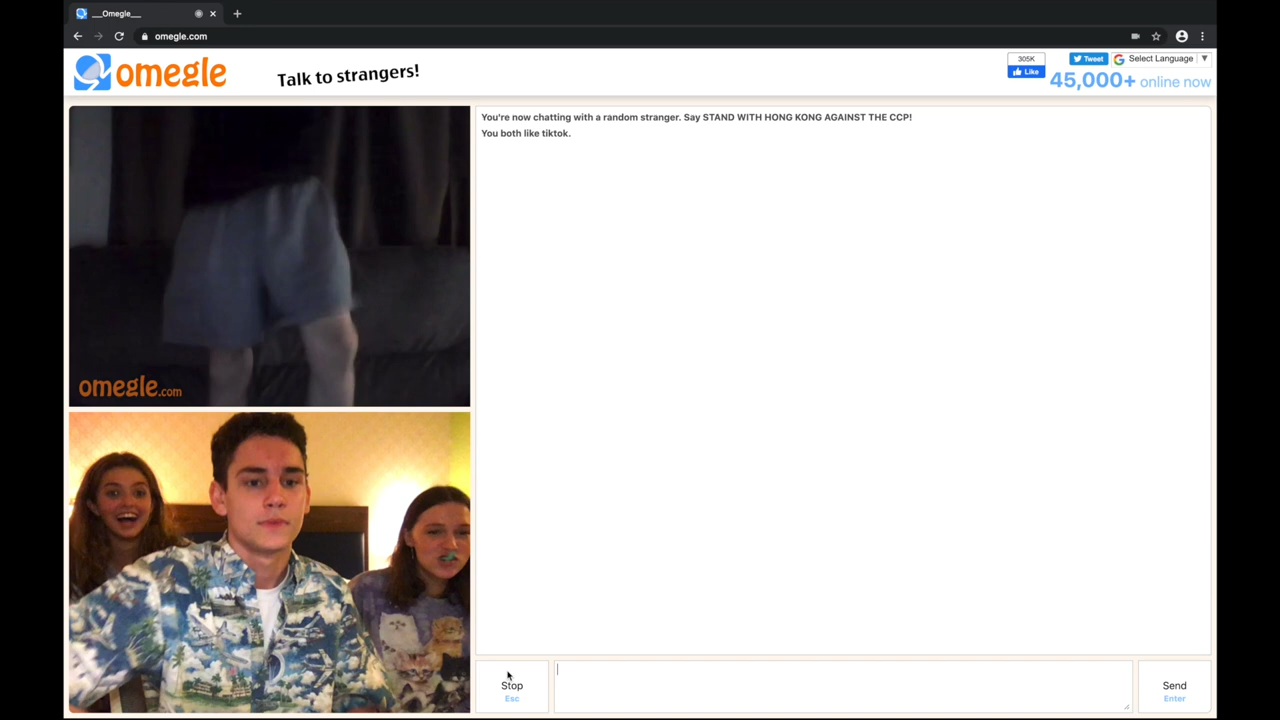 ___Omegle___
omegle.com
omegle
Talk to strangers!
305K
Like
Tweet
Select Language
45,000+ online now
omegle.com
You're now chatting with a random stranger. Say STAND WITH HONG KONG AGAINST THE CCP!
You both like tiktok.
Stop
Esc
Send
Enter